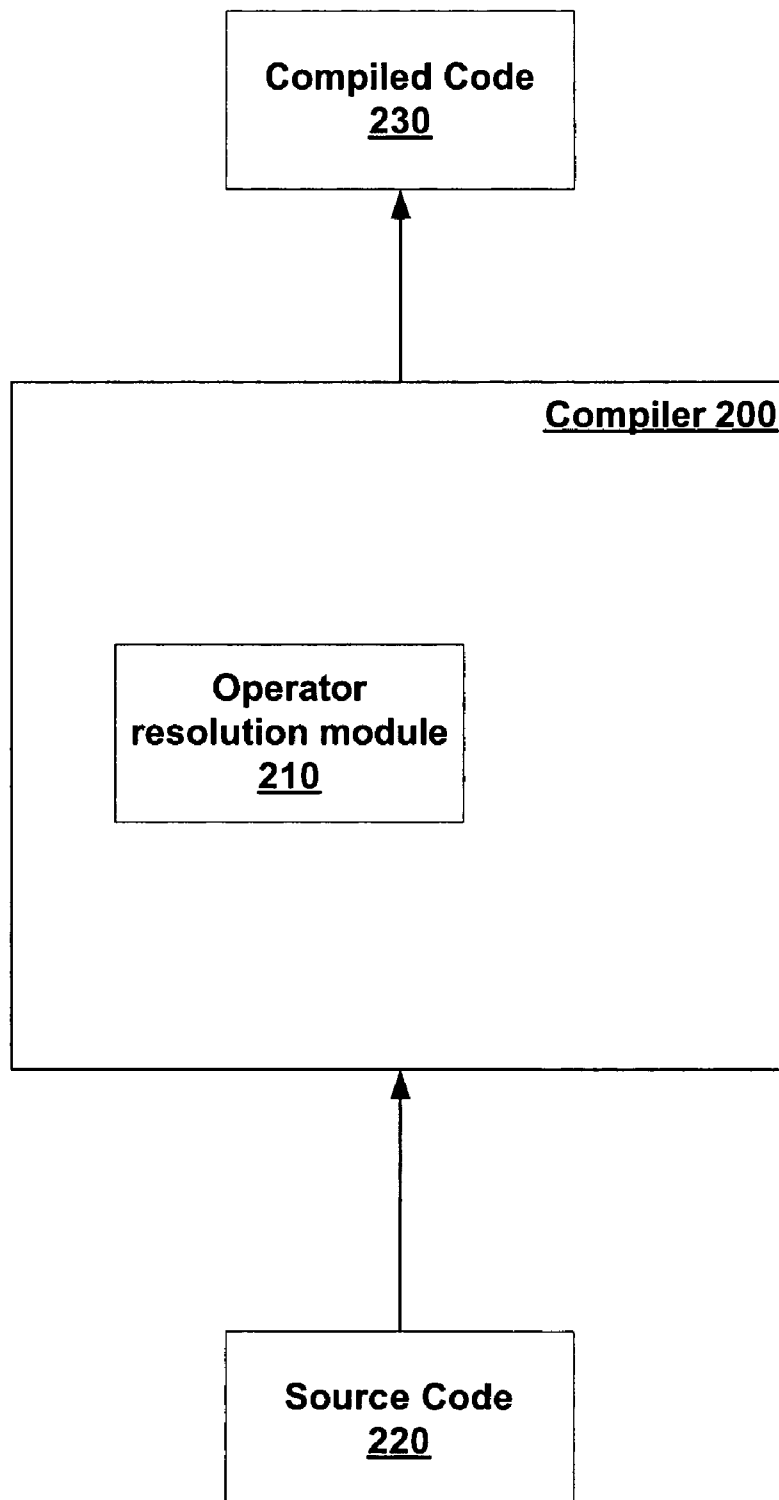 Compiled Code
230
Compiler 200
Operator
resolution module
210
Source Code
220